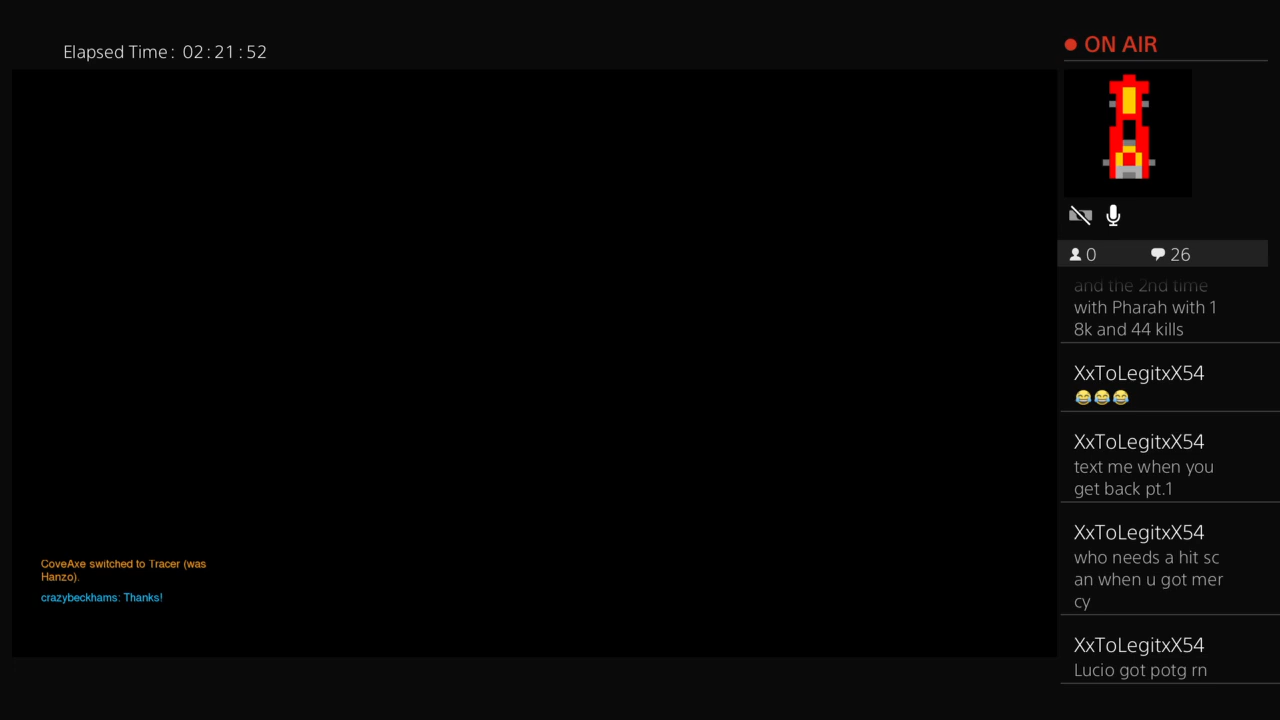 Elapsed Time: 02:21:52
ON AIR
0 26
and the 2nd time
with Pharah with 1
8k and 44 kills
XxToLegitxX54
😂😂😂
XxToLegitxX54
text me when you
get back pt.1
XxToLegitxX54
who needs a hit sc
an when u got mer
cy
XxToLegitxX54
Lucio got potg rn
CoveAxe switched to Tracer (was
Hanzo).
crazybeckhams: Thanks!